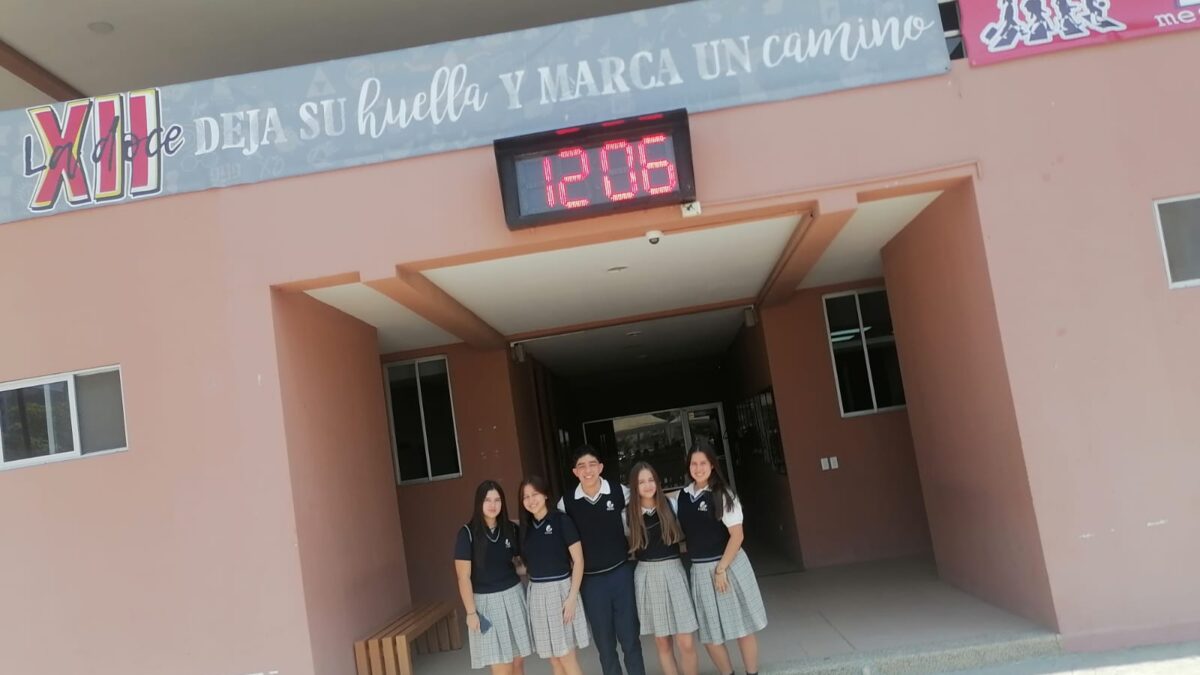 La XII doce DEJA SU huella Y MARCA UN camino
12:06